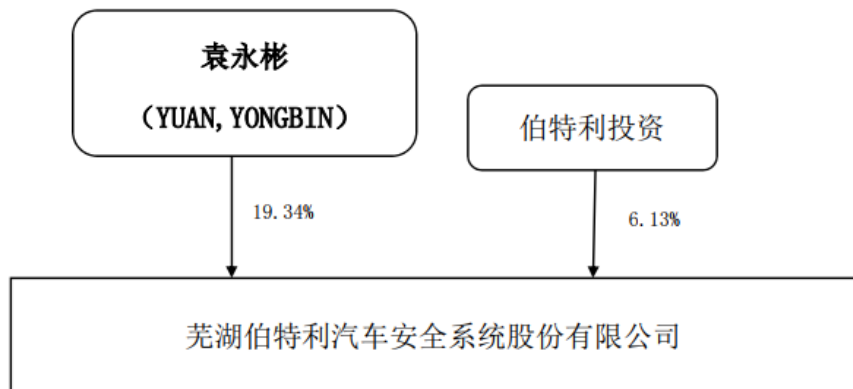 袁永彬
（YUAN,YONGBIN）
伯特利投资
19.34%
6.13%
芜湖伯特利汽车安全系统股份有限公司